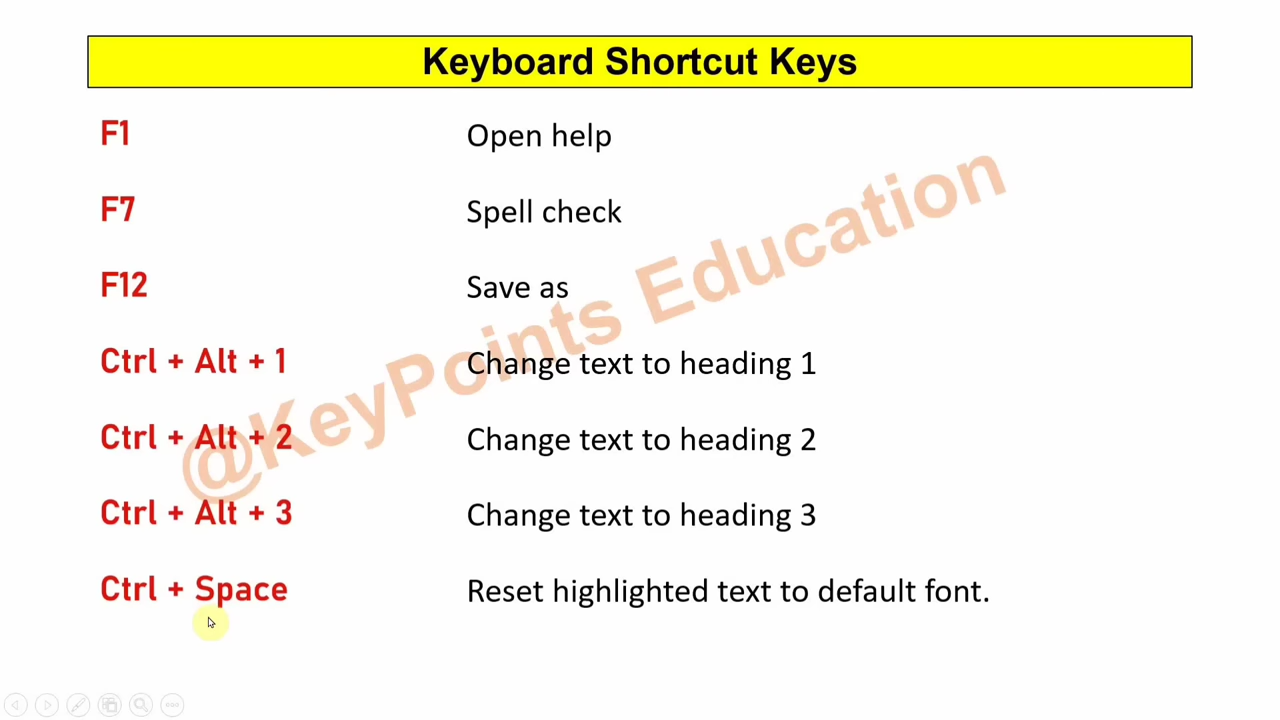 Keyboard Shortcut Keys
F1 Open help
F7 Spell check
F12 Save as
Ctrl + Alt + 1 Change text to heading 1
Ctrl + Alt + 2 Change text to heading 2
Ctrl + Alt + 3 Change text to heading 3
Ctrl + Space Reset highlighted text to default font.
@KeyPoints Education